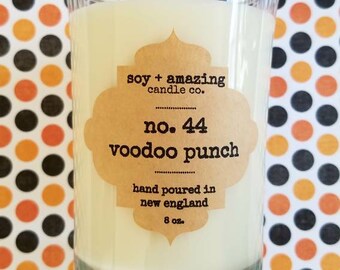 soy + amazing
candle co.
no. 44
voodoo punch
hand poured in
new england
8 oz.